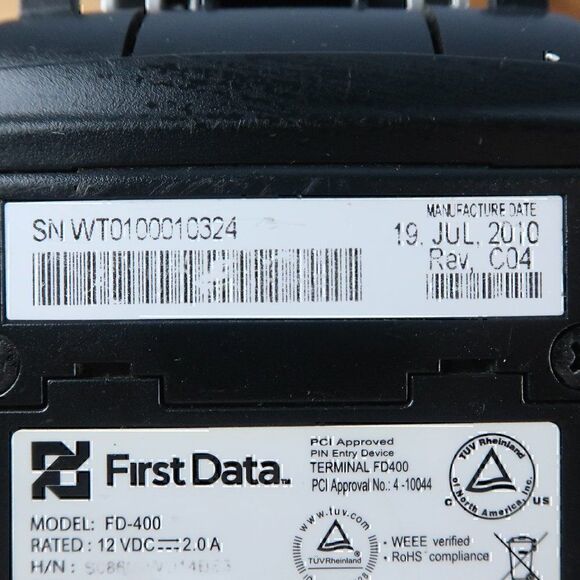 SN WT0100010324
MANUFACTURE DATE
19. JUL, 2010
Rev, C04
First Data
PCI Approved
PIN Entry Device
TERMINAL FD400
PCI Approval No.: 4-10044
TUV Rheinland
of North America, Inc.
C US
MODEL: FD-400
RATED: 12 VDC 2.0 A
H/N:
www.tuv.com
TÜVRheinland
• WEEE verified
• RoHS compliance